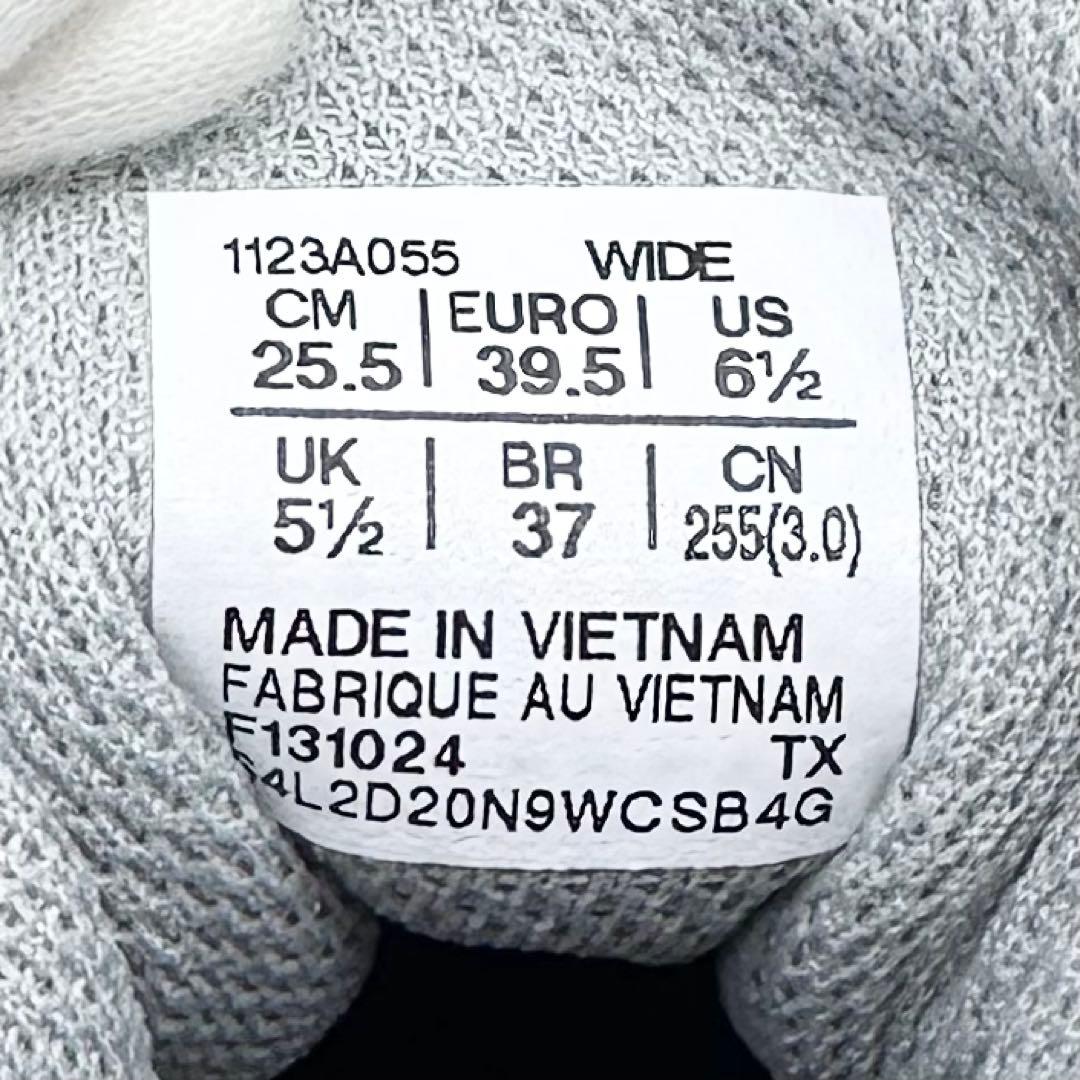 1123A055 WIDE
CM | EURO | US
25.5 | 39.5 | 6½
UK | BR | CN
5½ | 37 | 255(3.0)
MADE IN VIETNAM
FABRIQUE AU VIETNAM
F131024 TX
S4L2D20N9WCSB4G